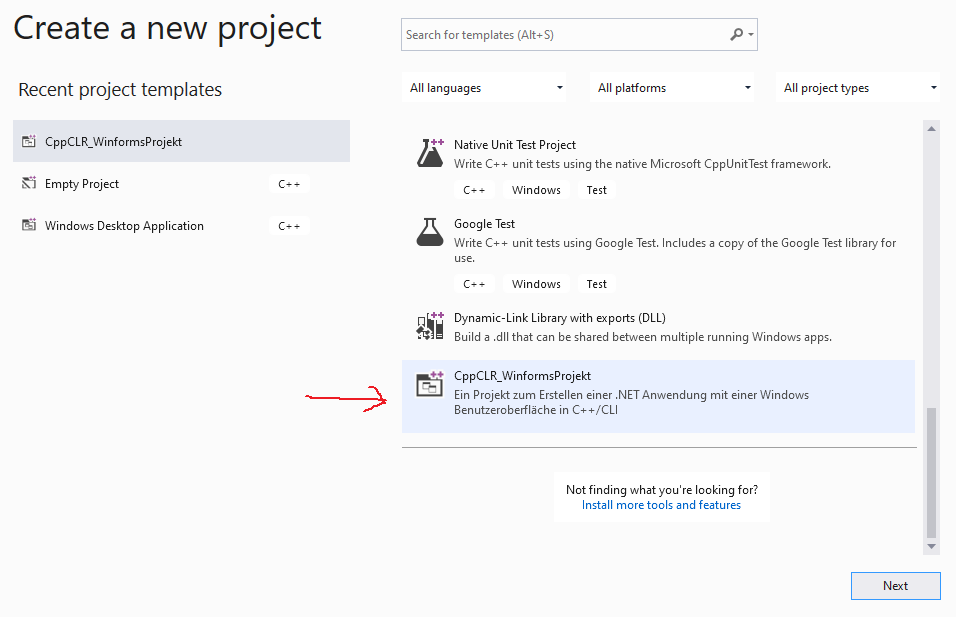 Create a new project
Search for templates (Alt+S)
Recent project templates
All languages
All platforms
All project types
CppCLR_WinformsProjekt
Empty Project
C++
Windows Desktop Application
C++
Native Unit Test Project
Write C++ unit tests using the native Microsoft CppUnitTest framework.
C++ Windows Test
Google Test
Write C++ unit tests using Google Test. Includes a copy of the Google Test library for
use.
C++ Windows Test
Dynamic-Link Library with exports (DLL)
Build a .dll that can be shared between multiple running Windows apps.
CppCLR_WinformsProjekt
Ein Projekt zum Erstellen einer .NET Anwendung mit einer Windows
Benutzeroberfläche in C++/CLI
Not finding what you're looking for?
Install more tools and features
Next